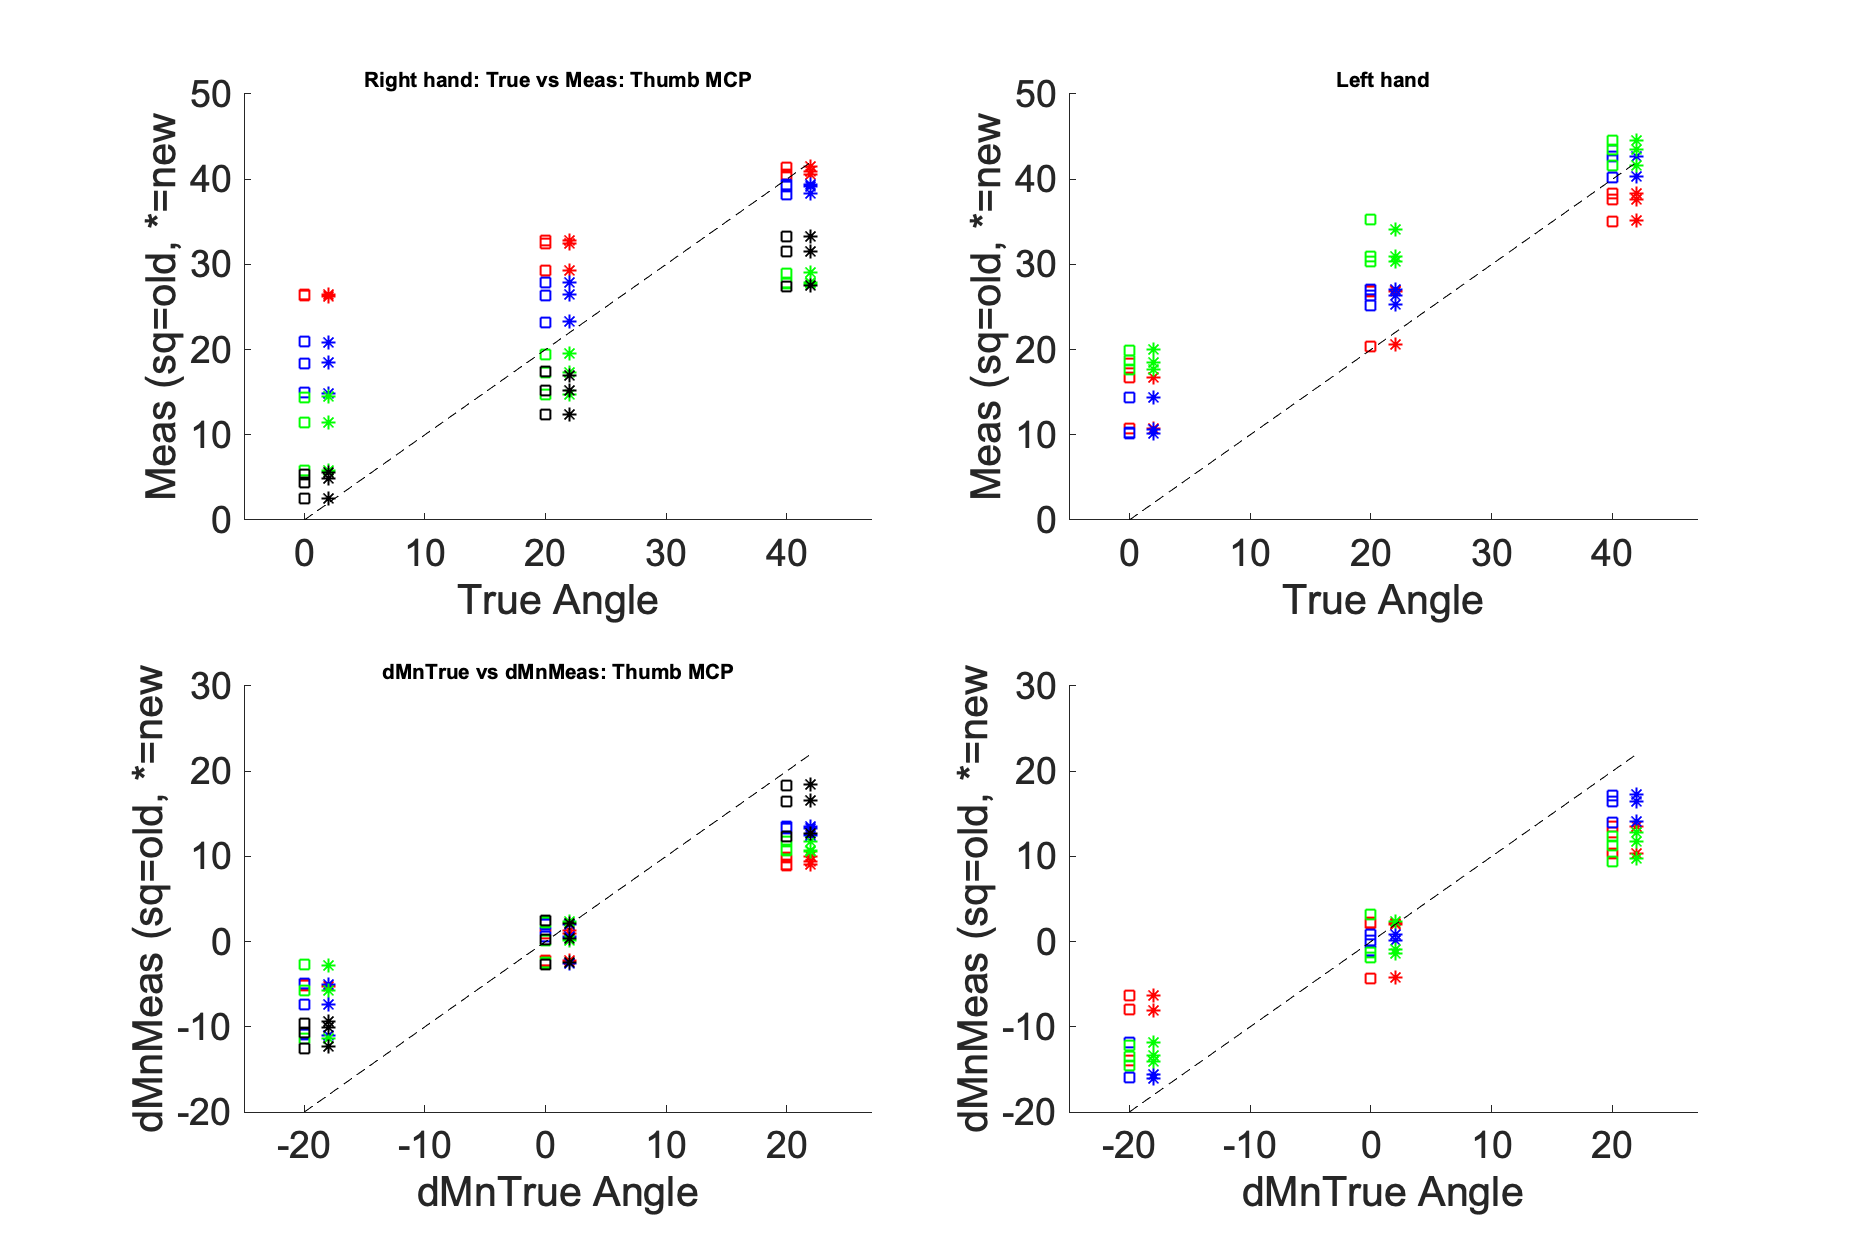 Right hand: True vs Meas: Thumb MCP
Meas (sq=old, *=new
50
40
30
20
10
0
0 10 20 30 40
True Angle
Left hand
Meas (sq=old, *=new
50
40
30
20
10
0
0 10 20 30 40
True Angle
dMnTrue vs dMnMeas: Thumb MCP
dMnMeas (sq=old, *=new
30
20
10
0
-10
-20
-20 -10 0 10 20
dMnTrue Angle
dMnMeas (sq=old, *=new
30
20
10
0
-10
-20
-20 -10 0 10 20
dMnTrue Angle